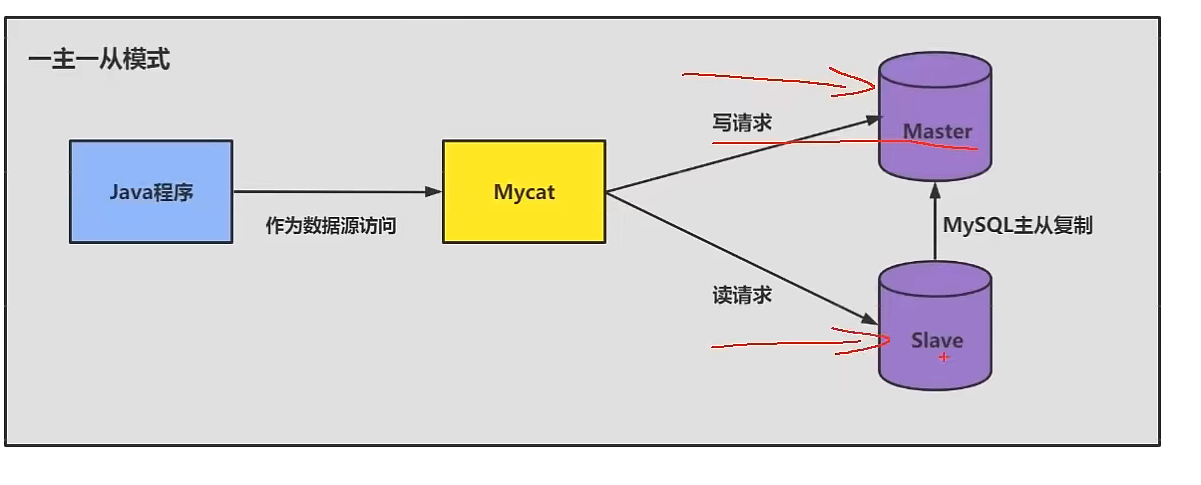 一主一从模式
Java程序
作为数据源访问
Mycat
写请求
读请求
Master
MySQL主从复制
Slave